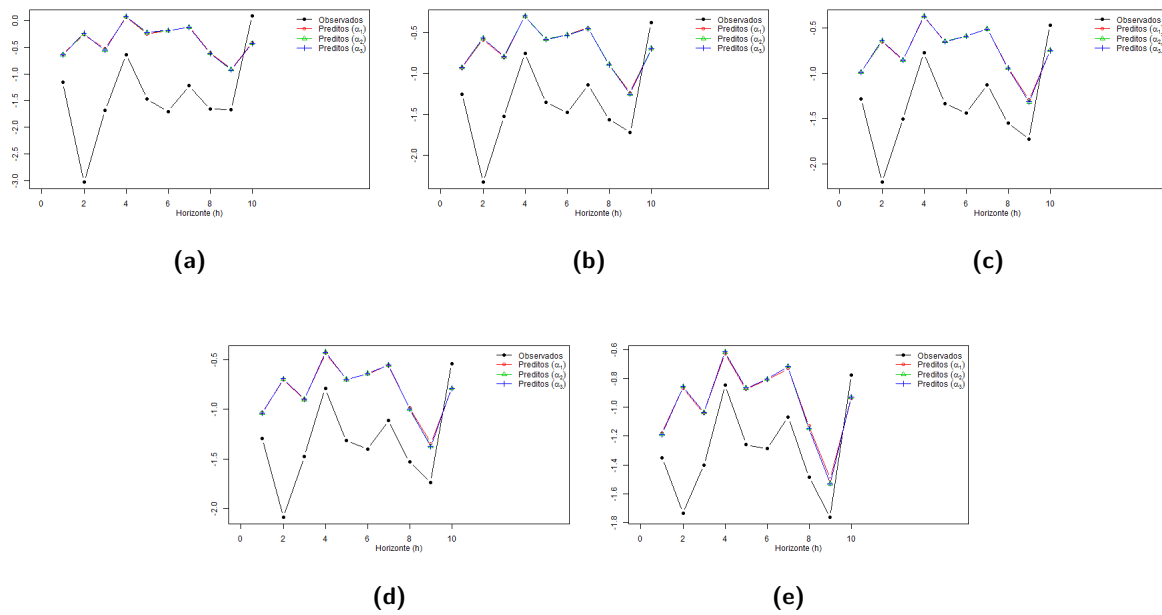 0.0
-0.5
-1.0
-1.5
-2.0
-2.5
-3.0
0 2 4 6 8 10
Horizonte (h)
Observados
Preditos (α1)
Preditos (α2)
Preditos (α3)
(a)
-0.5
-1.0
-1.5
-2.0
0 2 4 6 8 10
Horizonte (h)
Observados
Preditos (α1)
Preditos (α2)
Preditos (α3)
(b)
-0.5
-1.0
-1.5
-2.0
0 2 4 6 8 10
Horizonte (h)
Observados
Preditos (α1
Preditos (α2
Preditos (α3
(c)
-0.5
-1.0
-1.5
-2.0
0 2 4 6 8 10
Horizonte (h)
Observados
Preditos (α1)
Preditos (α2)
Preditos (α3)
(d)
-0.6
-0.8
-1.0
-1.2
-1.4
-1.6
-1.8
0 2 4 6 8 10
Horizonte (h)
Observados
Preditos (α1)
Preditos (α2)
Preditos (α3)
(e)